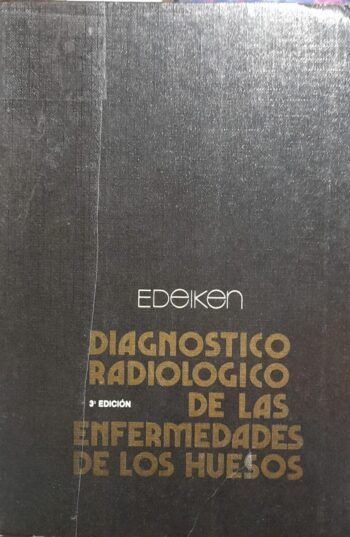 EDeiKen
DIAGNOSTICO
RADIOLOGICO
3ª EDICIÓN DE LAS
ENFERMEDADES
DE LOS HUESOS